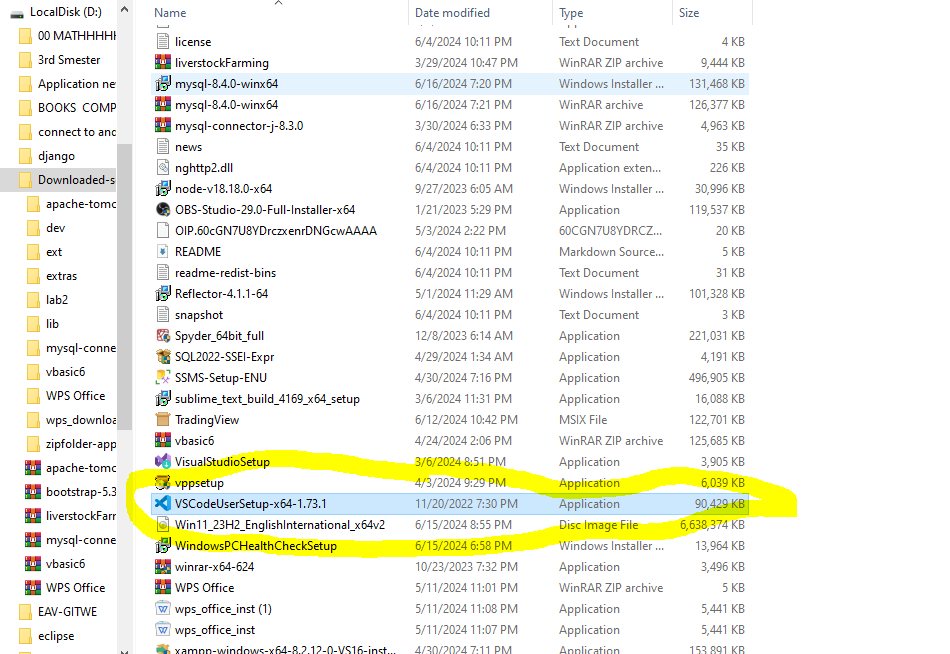 LocalDisk (D:)
00 MATHHHHH
3rd Smester
Application ne
BOOKS COMP
connect to and
django
Downloaded-s
apache-tomc
dev
ext
extras
lab2
lib
mysql-conne
vbasic6
WPS Office
wps_downloa
zipfolder-app
apache-tomc
bootstrap-5.3
liverstockFarr
mysql-conne
vbasic6
WPS Office
EAV-GITWE
eclipse
Name Date modified Type Size
license 6/4/2024 10:11 PM Text Document 4 KB
liverstockFarming 3/29/2024 10:47 PM WinRAR ZIP archive 9,444 KB
mysql-8.4.0-winx64 6/16/2024 7:20 PM Windows Installer ... 131,468 KB
mysql-8.4.0-winx64 6/16/2024 7:21 PM WinRAR archive 126,377 KB
mysql-connector-j-8.3.0 3/30/2024 6:33 PM WinRAR ZIP archive 4,963 KB
news 6/4/2024 10:11 PM Text Document 35 KB
nghttp2.dll 6/4/2024 10:11 PM Application exten... 226 KB
node-v18.18.0-x64 9/27/2023 6:05 AM Windows Installer ... 30,996 KB
OBS-Studio-29.0-Full-Installer-x64 1/21/2023 5:29 PM Application 119,537 KB
OIP.60cGN7U8YDrczxenrDNGcwAAAA 5/3/2024 2:22 PM 60CGN7U8YDRCZ... 20 KB
README 6/4/2024 10:11 PM Markdown Source... 5 KB
readme-redist-bins 6/4/2024 10:11 PM Text Document 31 KB
Reflector-4.1.1-64 5/1/2024 11:29 AM Windows Installer ... 101,328 KB
snapshot 6/4/2024 10:11 PM Text Document 3 KB
Spyder_64bit_full 12/8/2023 6:14 AM Application 221,031 KB
SQL2022-SSEI-Expr 4/29/2024 1:34 AM Application 4,191 KB
SSMS-Setup-ENU 4/30/2024 7:16 PM Application 496,905 KB
sublime_text_build_4169_x64_setup 3/6/2024 11:31 PM Application 16,088 KB
TradingView 6/12/2024 10:42 PM MSIX File 122,701 KB
vbasic6 4/24/2024 2:06 PM WinRAR ZIP archive 125,685 KB
VisualStudioSetup 3/6/2024 8:51 PM Application 3,905 KB
vppsetup 4/3/2024 9:29 PM Application 6,039 KB
VSCodeUserSetup-x64-1.73.1 11/20/2022 7:30 PM Application 90,429 KB
Win11_23H2_EnglishInternational_x64v2 6/15/2024 8:55 PM Disc Image File 6,638,374 KB
WindowsPCHealthCheckSetup 6/15/2024 6:58 PM Windows Installer ... 13,964 KB
winrar-x64-624 10/23/2023 7:32 PM Application 3,496 KB
WPS Office 5/11/2024 11:01 PM WinRAR ZIP archive 5 KB
wps_office_inst (1) 5/11/2024 11:08 PM Application 5,441 KB
wps_office_inst 5/11/2024 11:07 PM Application 5,441 KB
xampp-windows-x64-8.2.12-0-VS16-inst... 4/30/2024 7:11 PM Application 153,891 KB